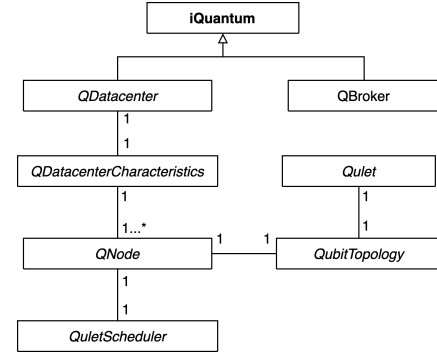 iQuantum
QDatacenter
QBroker
1
1
QDatacenterCharacteristics
Qulet
1
1
1...*
1
1
1
QNode
QubitTopology
1
1
QuletScheduler